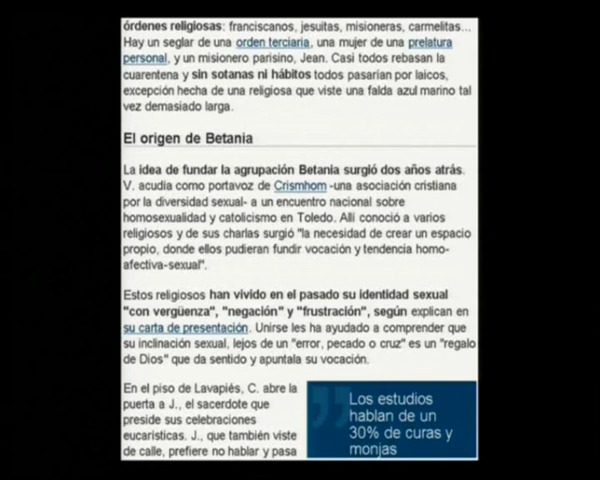 órdenes religiosas: franciscanos, jesuitas, misioneras, carmelitas...
Hay un seglar de una orden terciaria, una mujer de una prelatura
personal, y un misionero parisino, Jean. Casi todos rebasan la
cuarentena y sin sotanas ni hábitos todos pasarían por laicos,
excepción hecha de una religiosa que viste una falda azul marino tal
vez demasiado larga.
El origen de Betania
La idea de fundar la agrupación Betania surgió dos años atrás.
V. acudía como portavoz de Crismhom -una asociación cristiana
por la diversidad sexual- a un encuentro nacional sobre
homosexualidad y catolicismo en Toledo. Allí conoció a varios
religiosos y de sus charlas surgió "la necesidad de crear un espacio
propio, donde ellos pudieran fundir vocación y tendencia homo-
afectiva-sexual".
Estos religiosos han vivido en el pasado su identidad sexual
"con vergüenza", "negación" y "frustración", según explican en
su carta de presentación. Unirse les ha ayudado a comprender que
su inclinación sexual, lejos de un "error, pecado o cruz" es un "regalo
de Dios" que da sentido y apuntala su vocación.
En el piso de Lavapiés, C. abre la
puerta a J., el sacerdote que
preside sus celebraciones
eucarísticas. J., que también viste
de calle, prefiere no hablar y pasa
Los estudios
hablan de un
30% de curas y
monjas